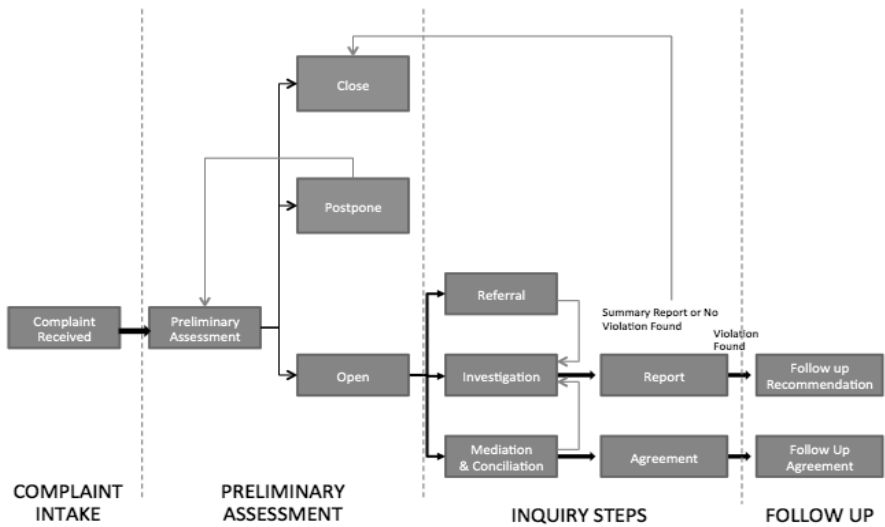 Close
Postpone
Complaint
Received
Preliminary
Assessment
Open
Referral
Investigation
Mediation
& Conciliation
Summary Report or No
Violation Found
Report
Agreement
Violation
Found
Follow up
Recommendation
Follow Up
Agreement
COMPLAINT
INTAKE
PRELIMINARY
ASSESSMENT
INQUIRY STEPS
FOLLOW UP